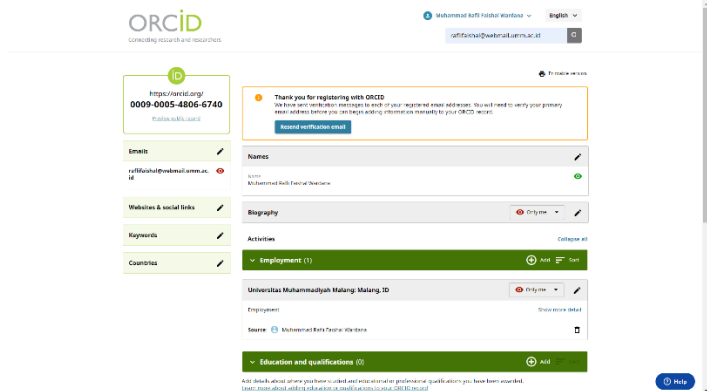 ORCID
Connecting research and researchers
Muhammad Rafli Faishal Wardana
English
raflifaishal@webmail.umm.ac.id
Printable version
iD
https://orcid.org/
0009-0005-4806-6740
Preview public record
Thank you for registering with ORCID
We have sent verification messages to each of your registered email addresses. You will need to verify your primary
email address before you can begin adding information manually to your ORCID record.
Resend verification email
Emails
raflifaishal@webmail.umm.ac.
id
Websites & social links
Keywords
Countries
Names
Name
Muhammad Rafli Faishal Wardana
Biography
Only me
Activities
Collapse all
Employment (1)
Add
Sort
Universitas Muhammadiyah Malang: Malang, ID
Only me
Employment
Show more detail
Source: Muhammad Rafli Faishal Wardana
Education and qualifications (0)
Add
Add details about where you have studied and educational or professional qualifications you have been awarded.
Learn more about adding education or qualifications to your ORCID record
Help